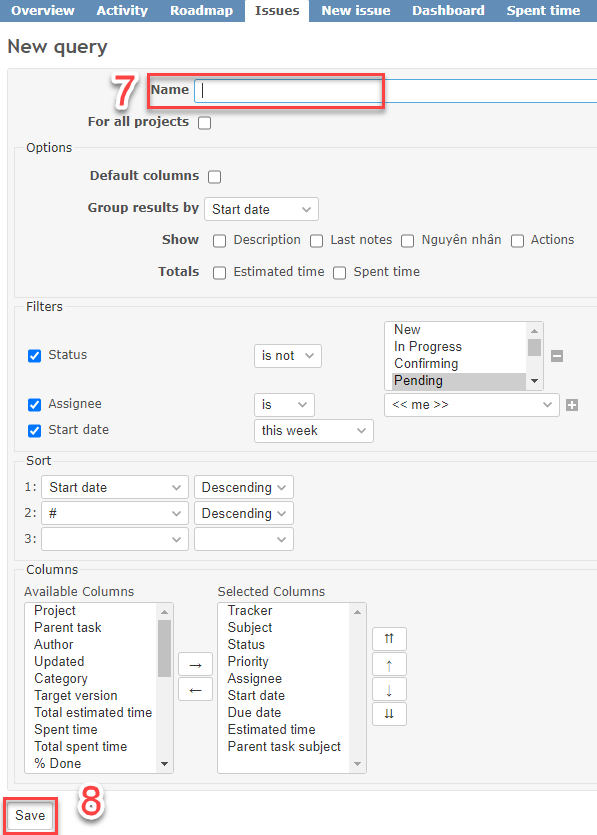 Overview Activity Roadmap Issues New issue Dashboard Spent time
New query
7 Name
For all projects
Options
Default columns
Group results by Start date
Show Description Last notes Nguyên nhân Actions
Totals Estimated time Spent time
Filters
Status is not
New
In Progress
Confirming
Pending
Assignee is << me >>
Start date this week
Sort
1: Start date Descending
2: # Descending
3:
Columns
Available Columns
Project
Parent task
Author
Updated
Category
Target version
Total estimated time
Spent time
Total spent time
% Done
→
←
Selected Columns
Tracker
Subject
Status
Priority
Assignee
Start date
Due date
Estimated time
Parent task subject
⇈
↑
↓
⇊
Save 8